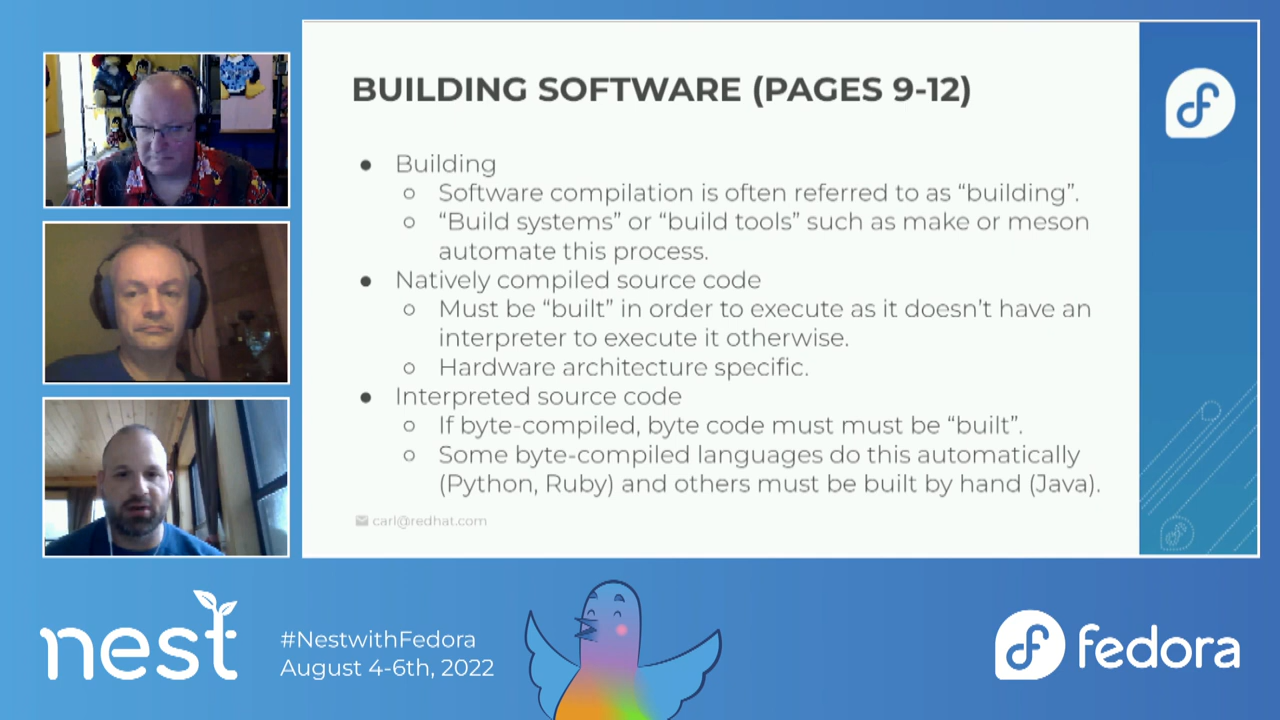 BUILDING SOFTWARE (PAGES 9-12)
● Building
○ Software compilation is often referred to as “building”.
○ “Build systems” or “build tools” such as make or meson
automate this process.
● Natively compiled source code
○ Must be “built” in order to execute as it doesn’t have an
interpreter to execute it otherwise.
○ Hardware architecture specific.
● Interpreted source code
○ If byte-compiled, byte code must must be “built”.
○ Some byte-compiled languages do this automatically
(Python, Ruby) and others must be built by hand (Java).
carl@redhat.com
nest
#NestwithFedora
August 4-6th, 2022
fedora